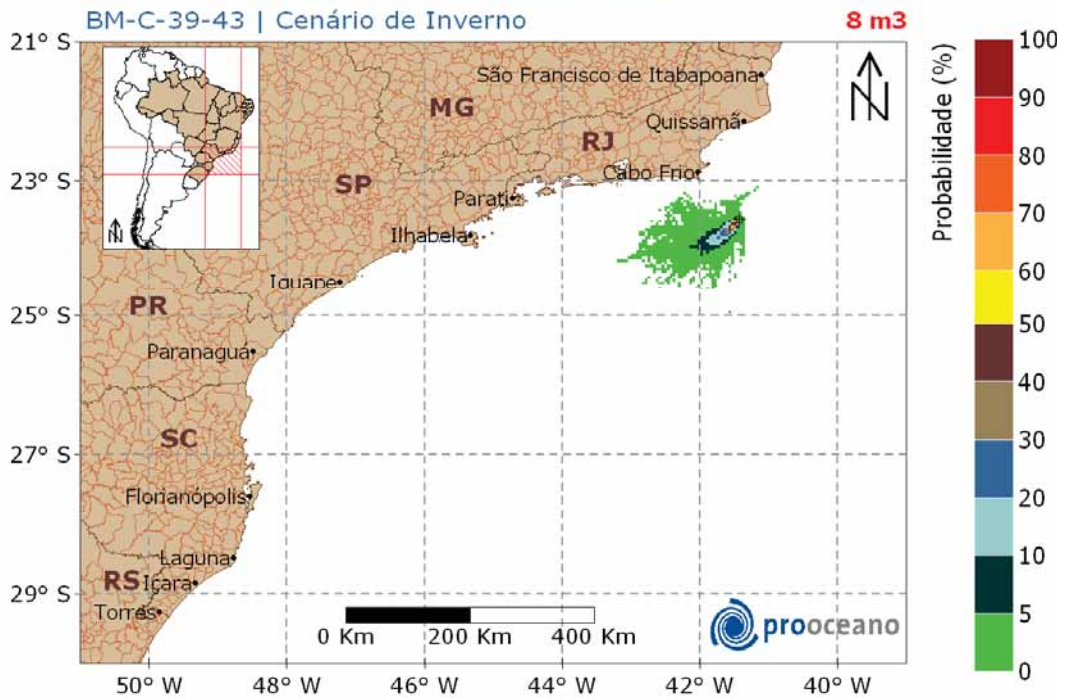 BM-C-39-43 | Cenário de Inverno
8 m3
21° S
23° S
25° S
27° S
29° S
50° W
48° W
46° W
44° W
42° W
40° W
N
N
São Francisco de Itabapoana
MG
Quissamã
RJ
Cabo Frio
SP
Parati
Ilhabela
Iguape
PR
Paranaguá
SC
Florianópolis
Laguna
RS
Içara
Torres
0 Km
200 Km
400 Km
prooceano
Probabilidade (%)
100
90
80
70
60
50
40
30
20
10
5
0